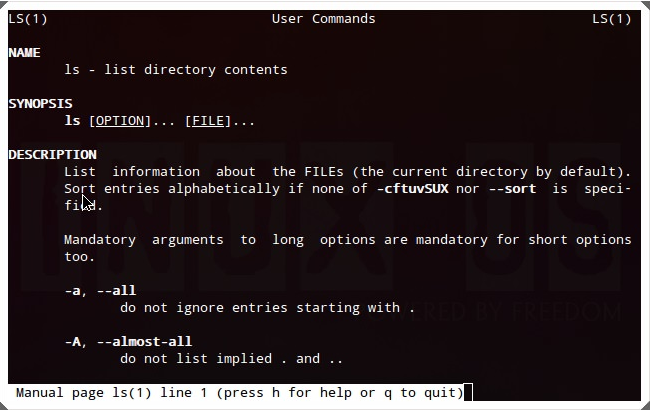 LS(1) User Commands LS(1)
NAME
ls - list directory contents
SYNOPSIS
ls [OPTION]... [FILE]...
DESCRIPTION
List information about the FILEs (the current directory by default).
Sort entries alphabetically if none of -cftuvSUX nor --sort is speci-
fied.
Mandatory arguments to long options are mandatory for short options
too.
-a, --all
do not ignore entries starting with .
-A, --almost-all
do not list implied . and ..
Manual page ls(1) line 1 (press h for help or q to quit)
POWERED BY FREEDOM